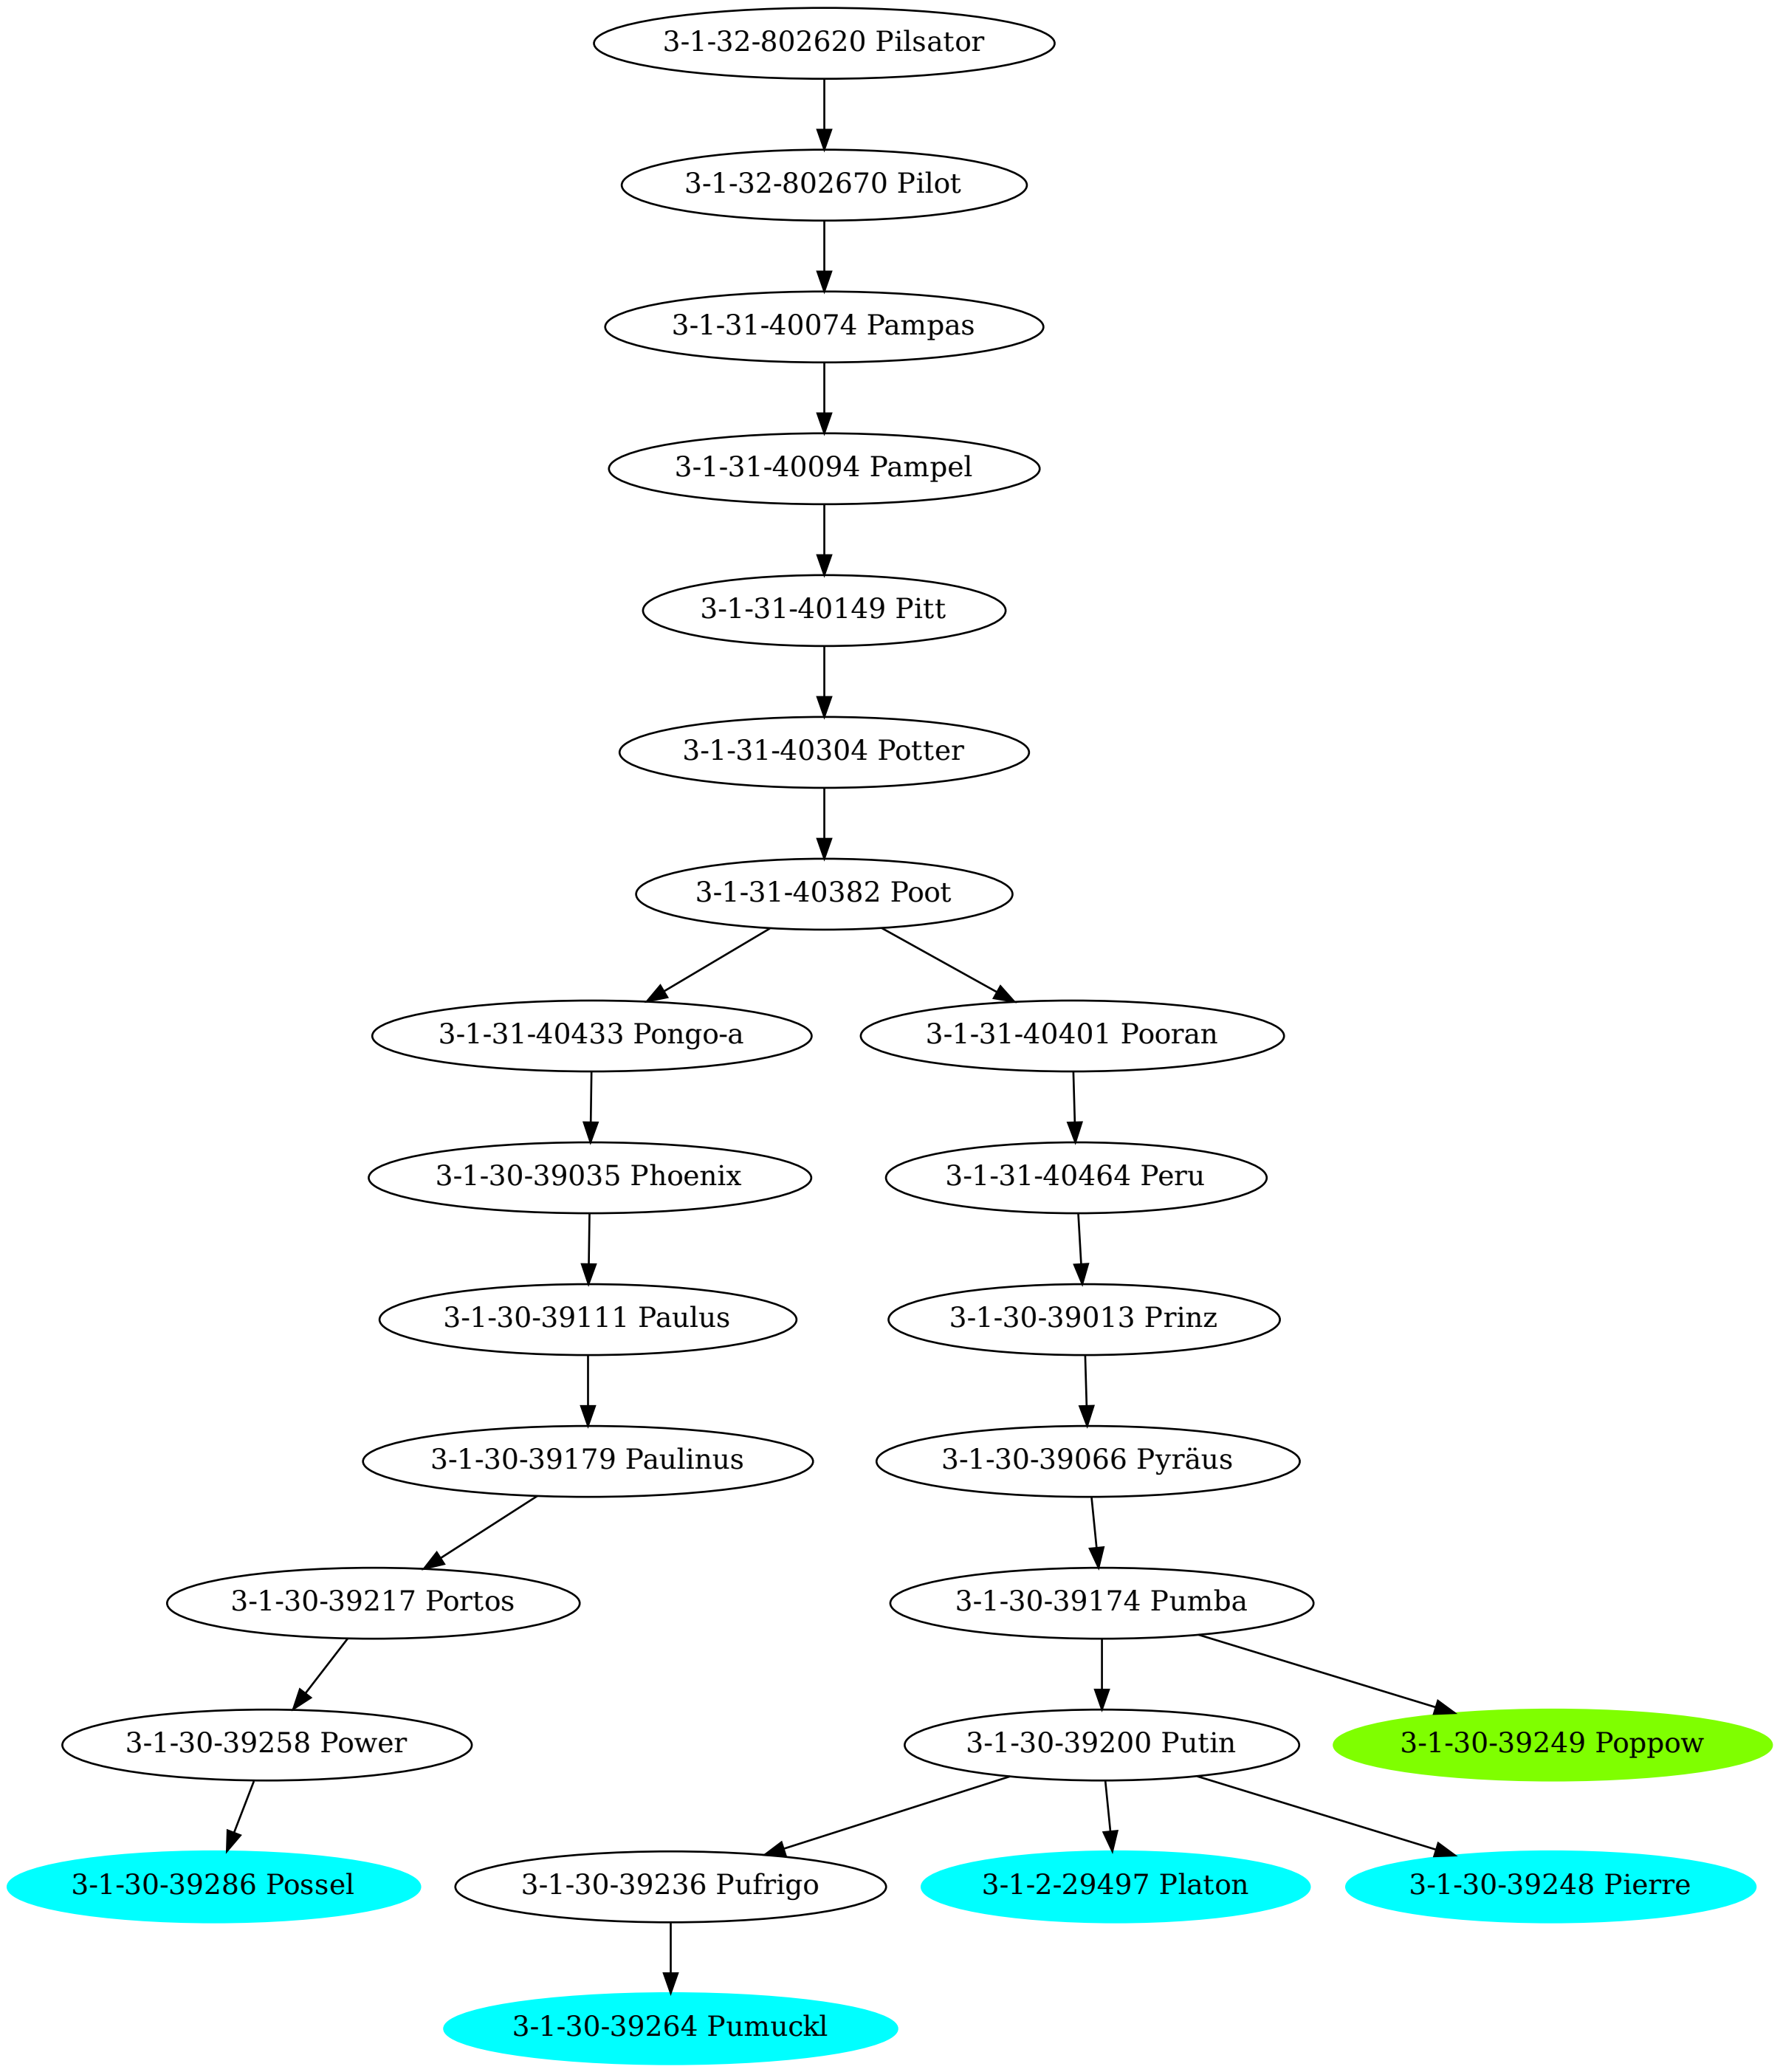 3-1-32-802620 Pilsator
3-1-32-802670 Pilot
3-1-31-40074 Pampas
3-1-31-40094 Pampel
3-1-31-40149 Pitt
3-1-31-40304 Potter
3-1-31-40382 Poot
3-1-31-40433 Pongo-a
3-1-31-40401 Pooran
3-1-30-39035 Phoenix
3-1-31-40464 Peru
3-1-30-39111 Paulus
3-1-30-39013 Prinz
3-1-30-39179 Paulinus
3-1-30-39066 Pyräus
3-1-30-39217 Portos
3-1-30-39174 Pumba
3-1-30-39258 Power
3-1-30-39200 Putin
3-1-30-39249 Poppow
3-1-30-39286 Possel
3-1-30-39236 Pufrigo
3-1-2-29497 Platon
3-1-30-39248 Pierre
3-1-30-39264 Pumuckl